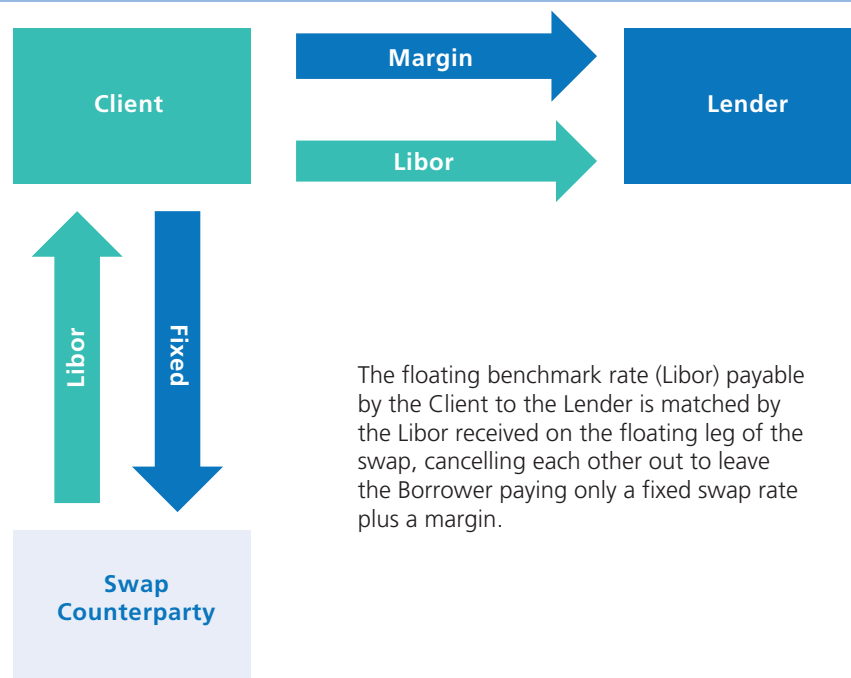 Client
Margin
Lender
Libor
Libor
Fixed
The floating benchmark rate (Libor) payable
by the Client to the Lender is matched by
the Libor received on the floating leg of the
swap, cancelling each other out to leave
the Borrower paying only a fixed swap rate
plus a margin.
Swap
Counterparty